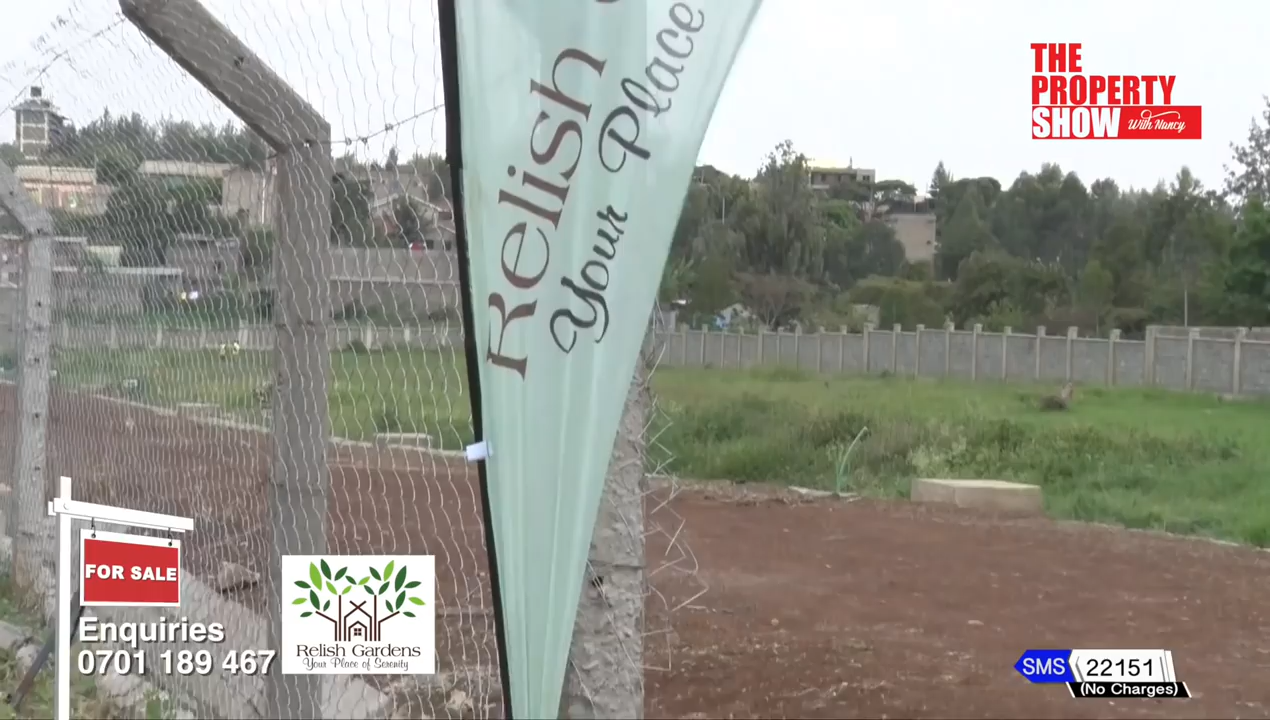 THE
PROPERTY
SHOW With Nancy
Relish
Your Place
FOR SALE
Enquiries
0701 189 467
Relish Gardens
Your Place of Serenity
SMS 22151
(No Charges)